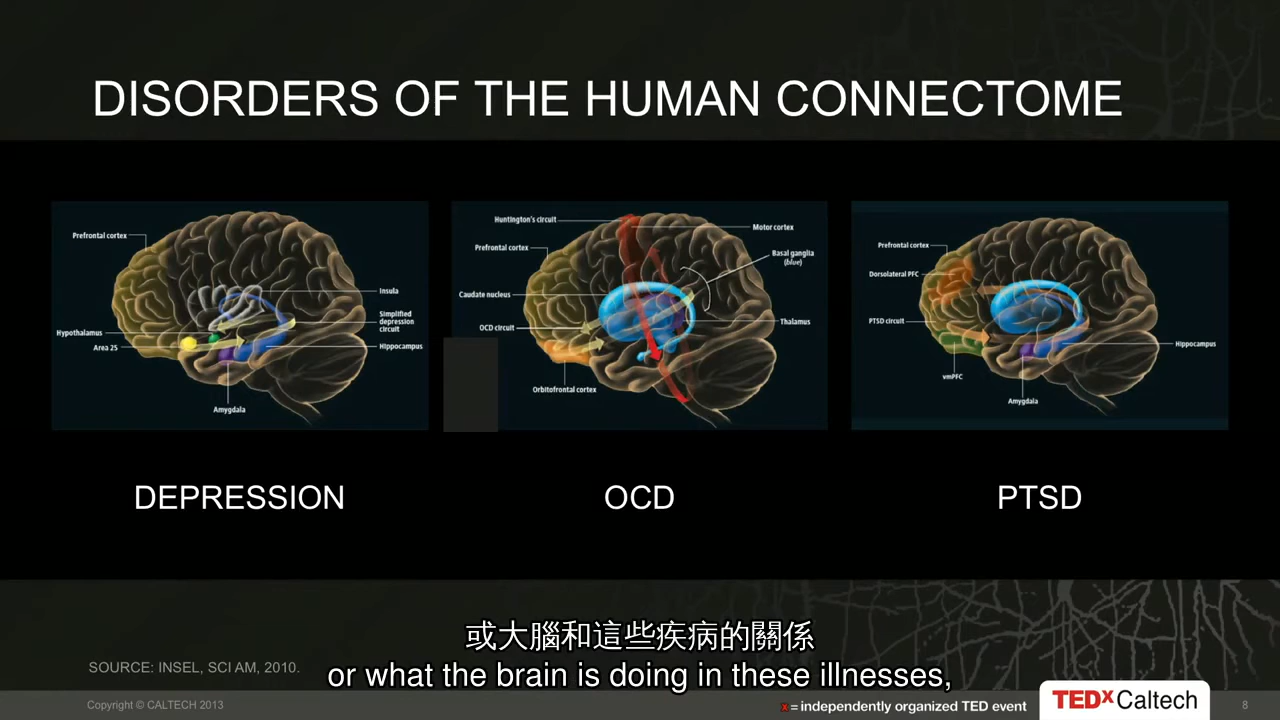 DISORDERS OF THE HUMAN CONNECTOME
Prefrontal cortex
Insula
Simplified
depression
circuit
Hypothalamus
Area 25
Hippocampus
Amygdala
Huntington's circuit
Motor cortex
Prefrontal cortex
Basal ganglia
(blue)
Caudate nucleus
OCD circuit
Thalamus
Orbitofrontal cortex
Prefrontal cortex
Dorsolateral PFC
PTSD circuit
Hippocampus
vmPFC
Amygdala
DEPRESSION
OCD
PTSD
或大腦和這些疾病的關係
SOURCE: INSEL, SCI AM, 2010.
or what the brain is doing in these illnesses,
Copyright © CALTECH 2013
x = independently organized TED event
TEDx Caltech
8